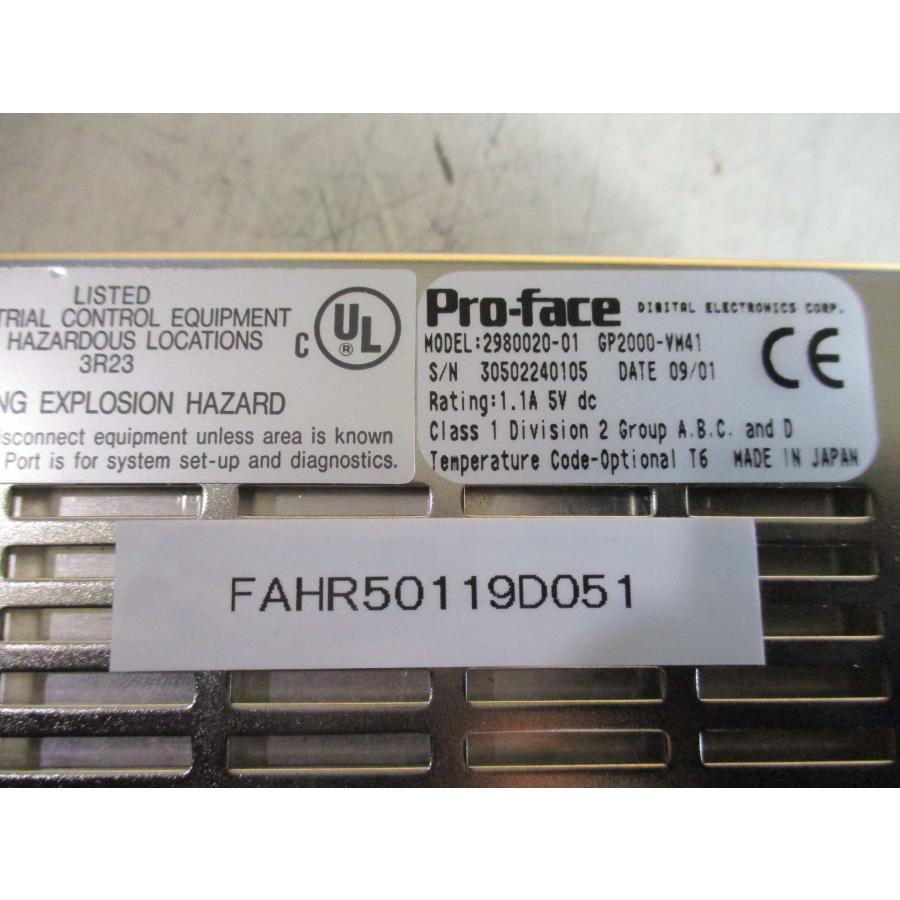 LISTED
TRIAL CONTROL EQUIPMENT
HAZARDOUS LOCATIONS
3R23
C UL ®
NG EXPLOSION HAZARD
isconnect equipment unless area is known
Port is for system set-up and diagnostics.
Pro-face DIGITAL ELECTRONICS CORP.
MODEL:2980020-01 GP2000-VM41
S/N 30502240105 DATE 09/01
Rating:1.1A 5V dc
Class 1 Division 2 Group A.B.C. and D
Temperature Code-Optional T6 MADE IN JAPAN
CE
FAHR50119D051